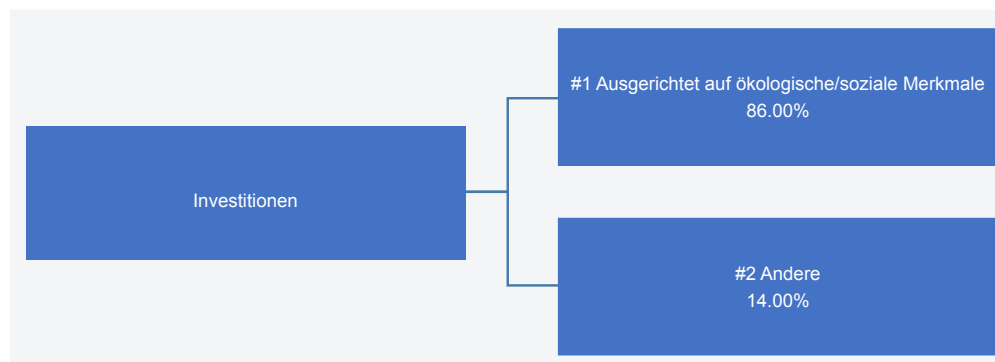 Investitionen
#1 Ausgerichtet auf ökologische/soziale Merkmale
86.00%
#2 Andere
14.00%